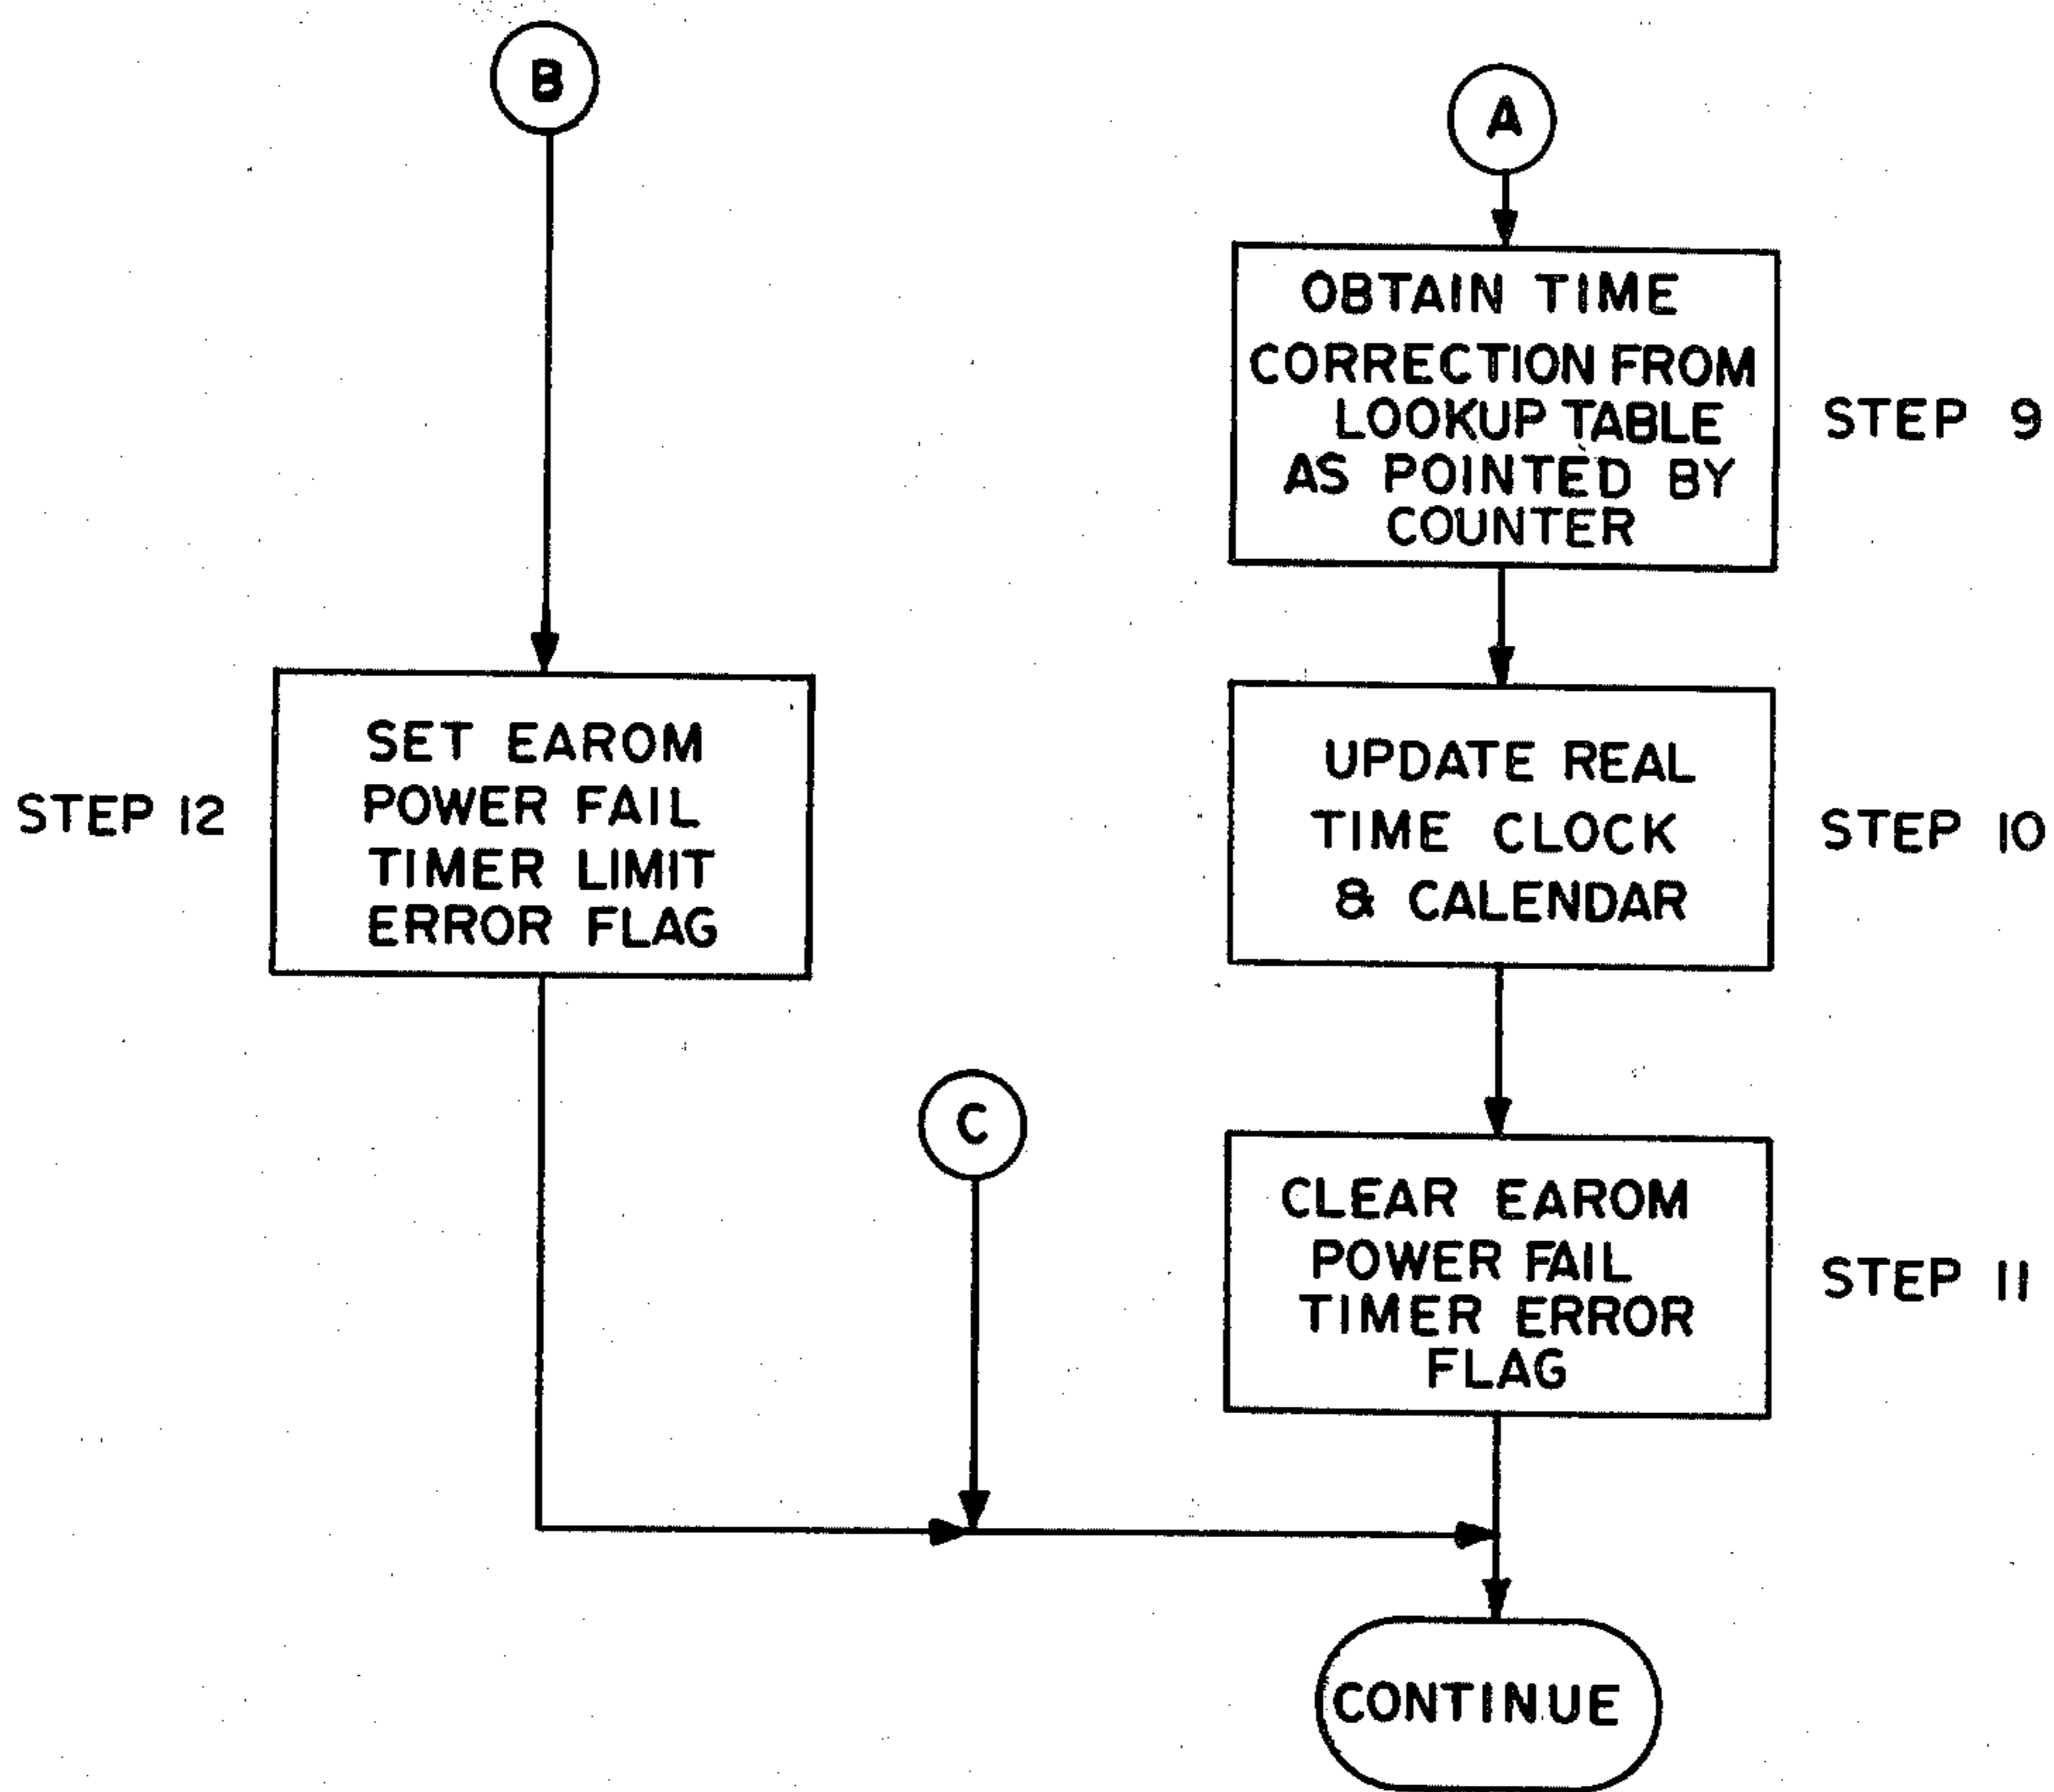 B
A
OBTAIN TIME
CORRECTION FROM
LOOKUP TABLE
AS POINTED BY
COUNTER
STEP 9
SET EAROM
POWER FAIL
TIMER LIMIT
ERROR FLAG
STEP 12
UPDATE REAL
TIME CLOCK
& CALENDAR
STEP 10
C
CLEAR EAROM
POWER FAIL
TIMER ERROR
FLAG
STEP 11
CONTINUE